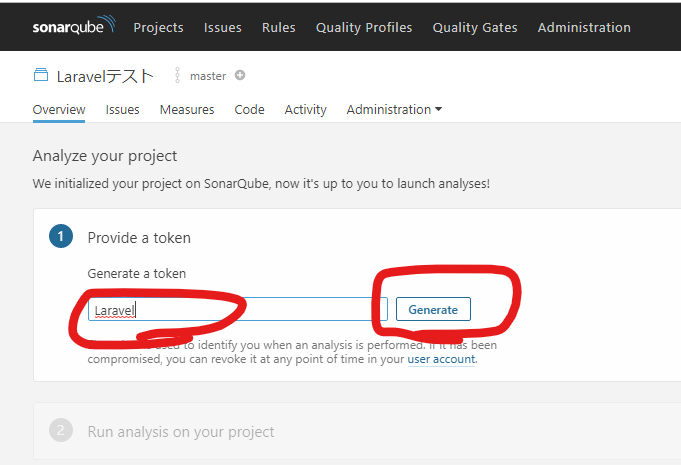 sonarqube Projects Issues Rules Quality Profiles Quality Gates Administration
Laravelテスト master
Overview Issues Measures Code Activity Administration
Analyze your project
We initialized your project on SonarQube, now it's up to you to launch analyses!
1 Provide a token
Generate a token
Laravel Generate
used to identify you when an analysis is performed. If it has been
compromised, you can revoke it at any point of time in your user account.
2 Run analysis on your project